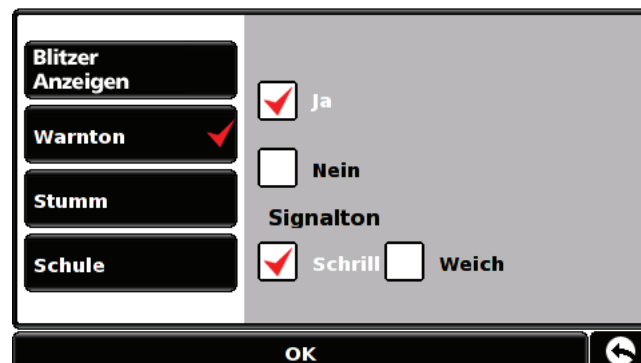 Blitzer
Anzeigen
Warnton
Stumm
Schule
Ja
Nein
Signalton
Schrill Weich
OK